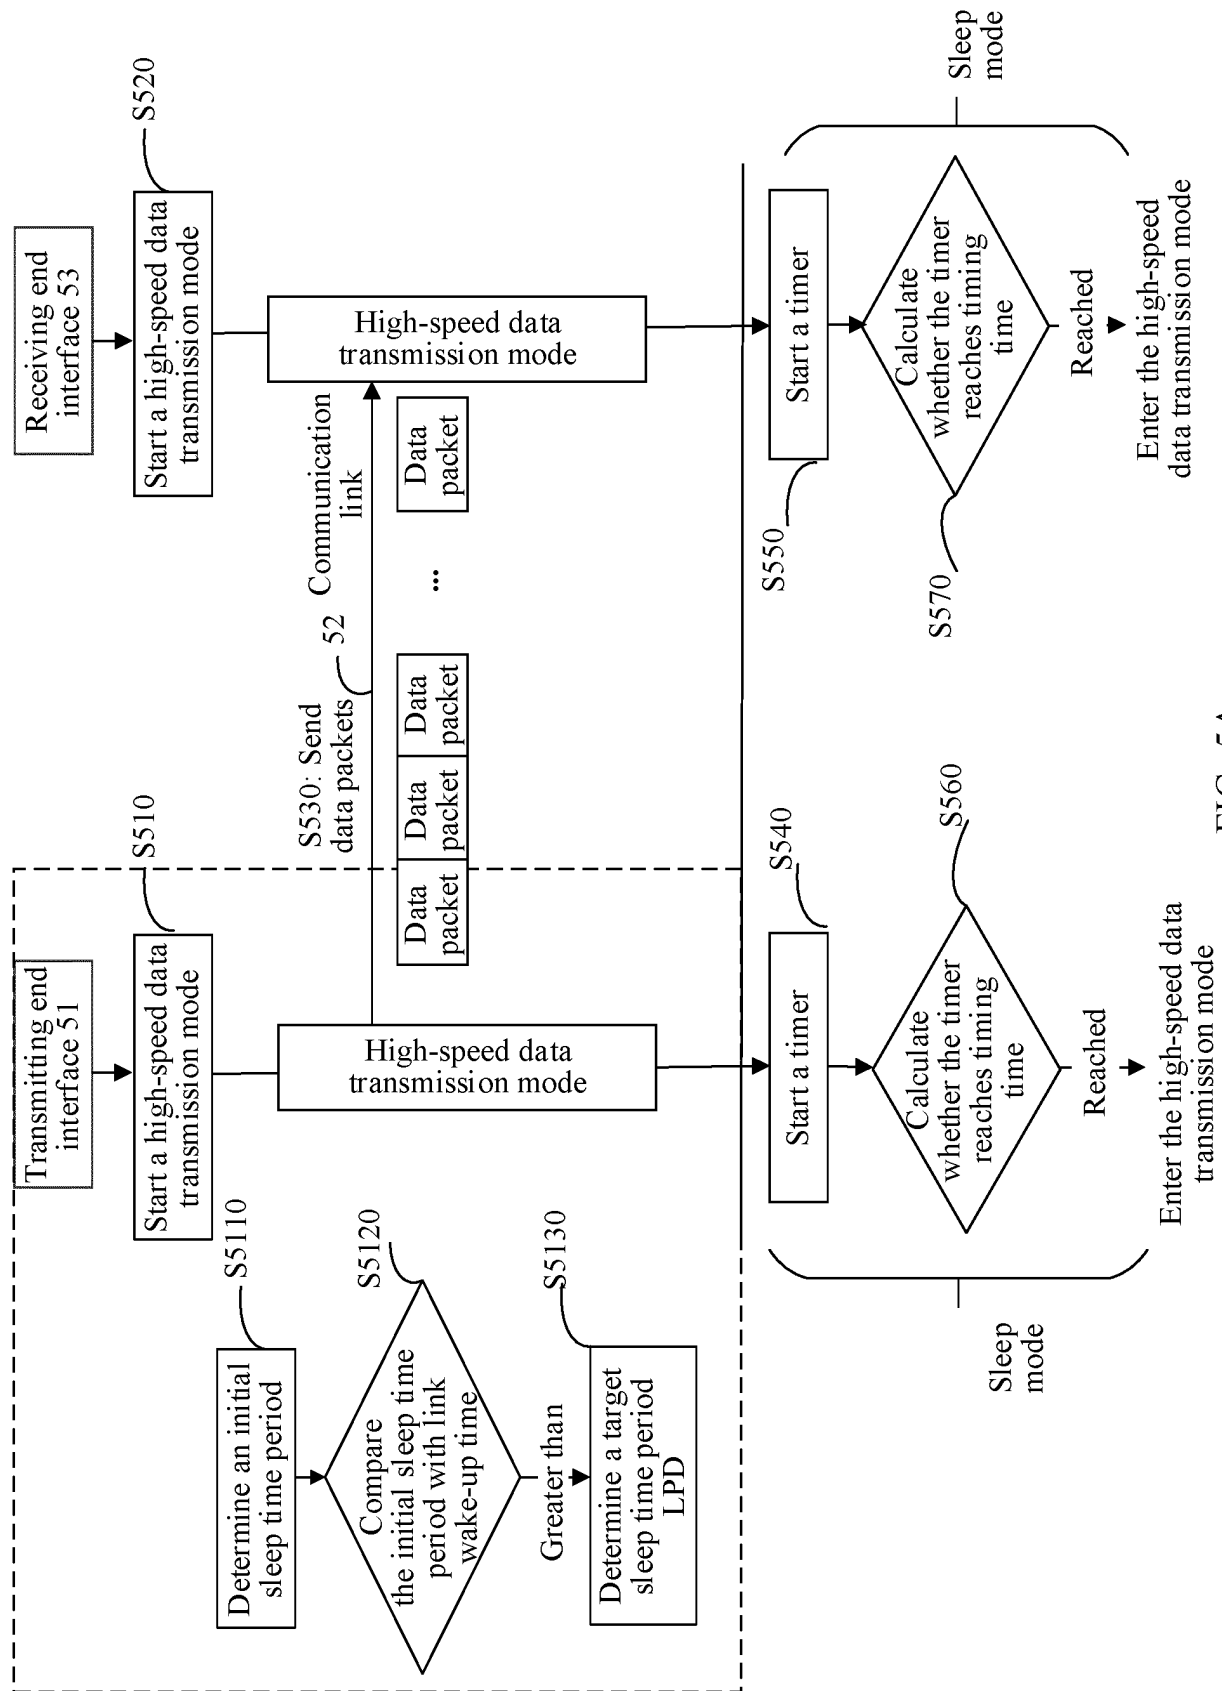 Transmitting end
interface 51
Receiving end
interface 53
S510
Start a high-speed data
transmission mode
S520
Start a high-speed data
transmission mode
S5110
Determine an initial
sleep time period
S5120
Compare
the initial sleep time
period with link
wake-up time
Greater than
S5130
Determine a target
sleep time period
LPD
High-speed data
transmission mode
S530: Send
data packets
52
Communication
link
High-speed data
transmission mode
Data
packet
Data
packet
Data
packet
...
Data
packet
Start a timer
S540
S550
Start a timer
Sleep
mode
Calculate
whether the timer
reaches timing
time
S560
S570
Calculate
whether the timer
reaches timing
time
Sleep
mode
Reached
Reached
Enter the high-speed data
transmission mode
Enter the high-speed
data transmission mode
FIG. 5A